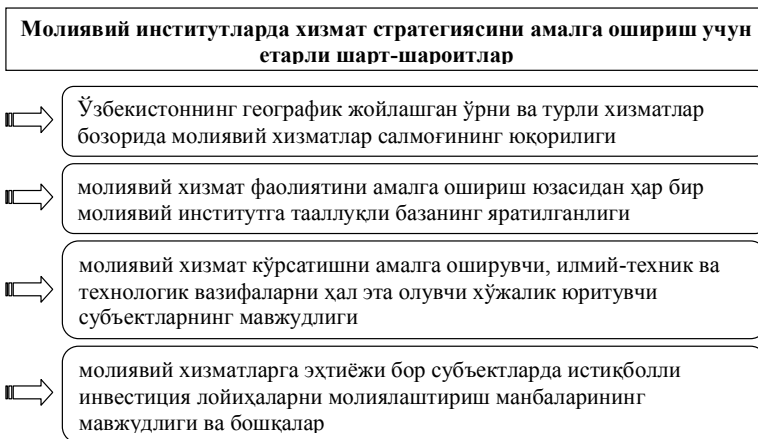 Молиявий институтларда хизмат стратегиясини амалга ошириш учун
етарли шарт-шароитлар
Ўзбекистоннинг географик жойлашган ўрни ва турли хизматлар
бозорида молиявий хизматлар салмоғининг юқорилиги
молиявий хизмат фаолиятини амалга ошириш юзасидан ҳар бир
молиявий институтга тааллуқли базанинг яратилганлиги
молиявий хизмат кўрсатишни амалга оширувчи, илмий-техник ва
технологик вазифаларни ҳал эта олувчи хўжалик юритувчи
субъектларнинг мавжудлиги
молиявий хизматларга эҳтиёжи бор субъектларда истиқболли
инвестиция лойиҳаларни молиялаштириш манбаларининг
мавжудлиги ва бошқалар